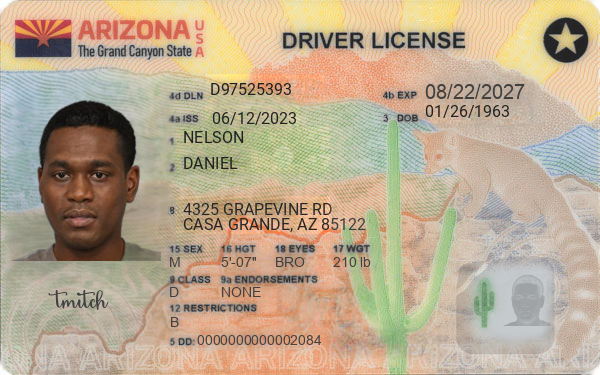 ARIZONA USA
The Grand Canyon State
DRIVER LICENSE
4d DLN D97525393
4b EXP 08/22/2027
4a ISS 06/12/2023
3 DOB 01/26/1963
1 NELSON
2 DANIEL
8 4325 GRAPEVINE RD
CASA GRANDE, AZ 85122
15 SEX 16 HGT 18 EYES 17 WGT
M 5'-07" BRO 210 lb
9 CLASS 9a ENDORSEMENTS
D NONE
12 RESTRICTIONS
B
5 DD: 0000000000002084
tmitch
ARIZONA ARIZONA ARIZONA ARIZONA